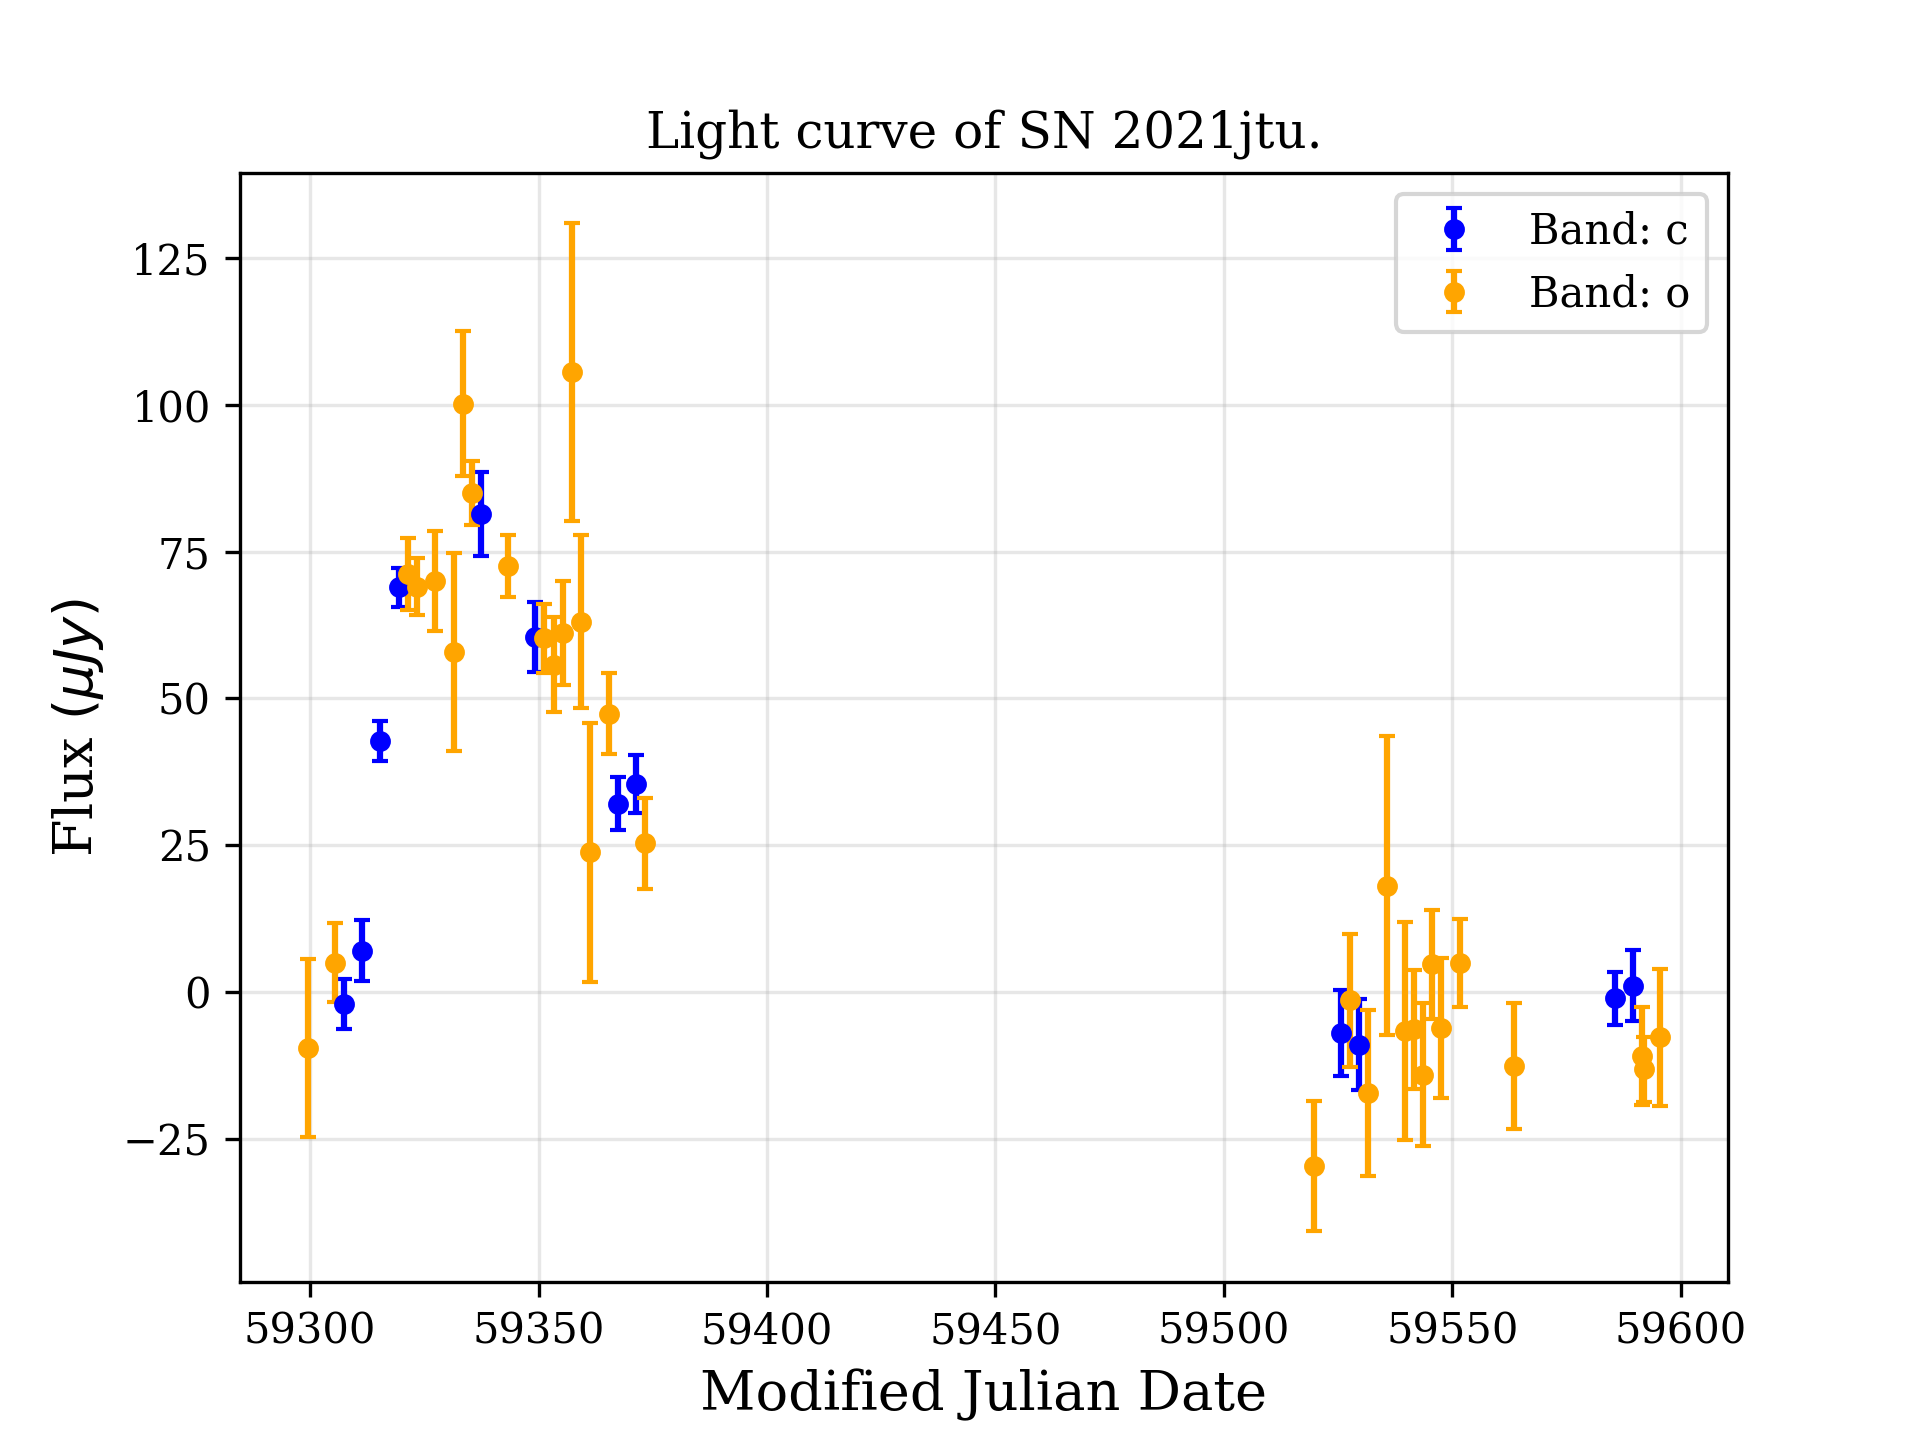 Light curve of SN 2021jtu.
Band: c
Band: o
125
100
75
50
25
0
−25
Flux (μJy)
59300 59350 59400 59450 59500 59550 59600
Modified Julian Date